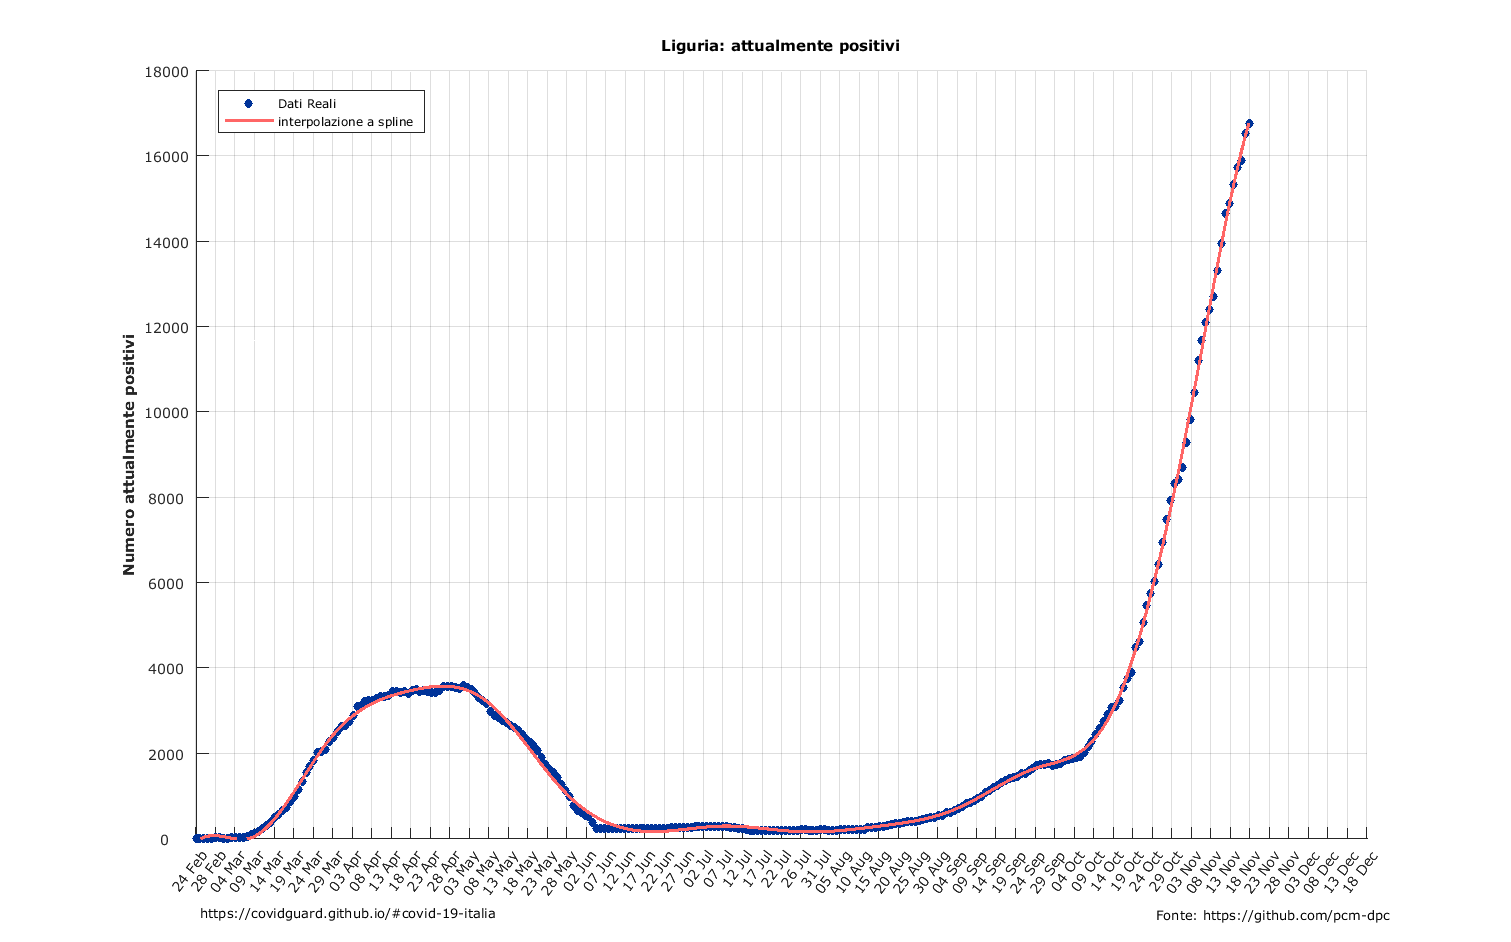 Liguria: attualmente positivi
Dati Reali
interpolazione a spline
Numero attualmente positivi
18000
16000
14000
12000
10000
8000
6000
4000
2000
0
24 Feb
28 Feb
04 Mar
09 Mar
14 Mar
19 Mar
24 Mar
29 Mar
03 Apr
08 Apr
13 Apr
18 Apr
23 Apr
28 Apr
03 May
08 May
13 May
18 May
23 May
28 May
02 Jun
07 Jun
12 Jun
17 Jun
22 Jun
27 Jun
02 Jul
07 Jul
12 Jul
17 Jul
22 Jul
26 Jul
31 Jul
05 Aug
10 Aug
15 Aug
20 Aug
25 Aug
30 Aug
04 Sep
09 Sep
14 Sep
19 Sep
24 Sep
29 Sep
04 Oct
09 Oct
14 Oct
19 Oct
24 Oct
29 Oct
03 Nov
08 Nov
13 Nov
18 Nov
23 Nov
28 Nov
03 Dec
08 Dec
13 Dec
18 Dec
https://covidguard.github.io/#covid-19-italia
Fonte: https://github.com/pcm-dpc